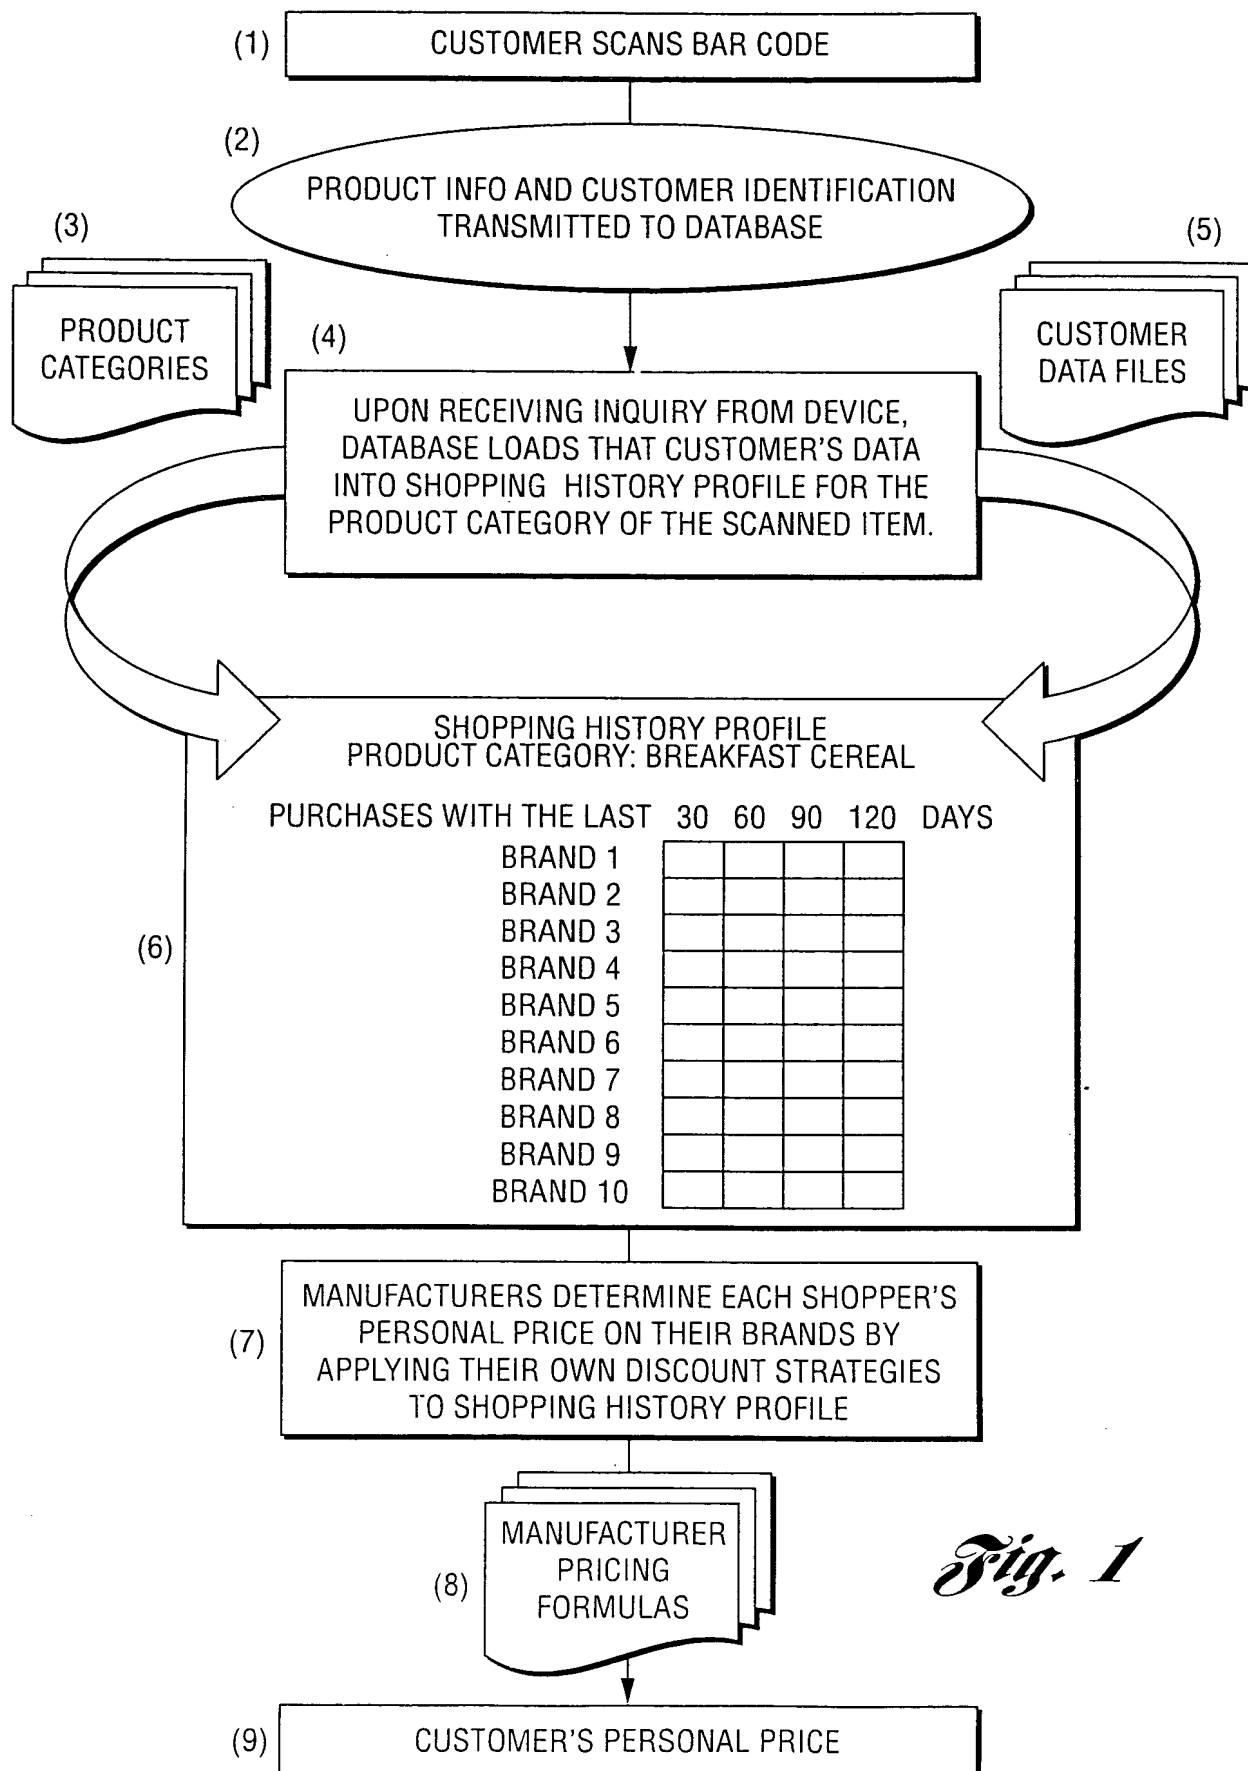 (1)
CUSTOMER SCANS BAR CODE
(2)
PRODUCT INFO AND CUSTOMER IDENTIFICATION
TRANSMITTED TO DATABASE
(3)
PRODUCT
CATEGORIES
(5)
CUSTOMER
DATA FILES
(4)
UPON RECEIVING INQUIRY FROM DEVICE,
DATABASE LOADS THAT CUSTOMER'S DATA
INTO SHOPPING HISTORY PROFILE FOR THE
PRODUCT CATEGORY OF THE SCANNED ITEM.
(6)
SHOPPING HISTORY PROFILE
PRODUCT CATEGORY: BREAKFAST CEREAL
PURCHASES WITH THE LAST 30 60 90 120 DAYS
BRAND 1
BRAND 2
BRAND 3
BRAND 4
BRAND 5
BRAND 6
BRAND 7
BRAND 8
BRAND 9
BRAND 10
(7)
MANUFACTURERS DETERMINE EACH SHOPPER'S
PERSONAL PRICE ON THEIR BRANDS BY
APPLYING THEIR OWN DISCOUNT STRATEGIES
TO SHOPPING HISTORY PROFILE
(8)
MANUFACTURER
PRICING
FORMULAS
Fig. 1
(9)
CUSTOMER'S PERSONAL PRICE